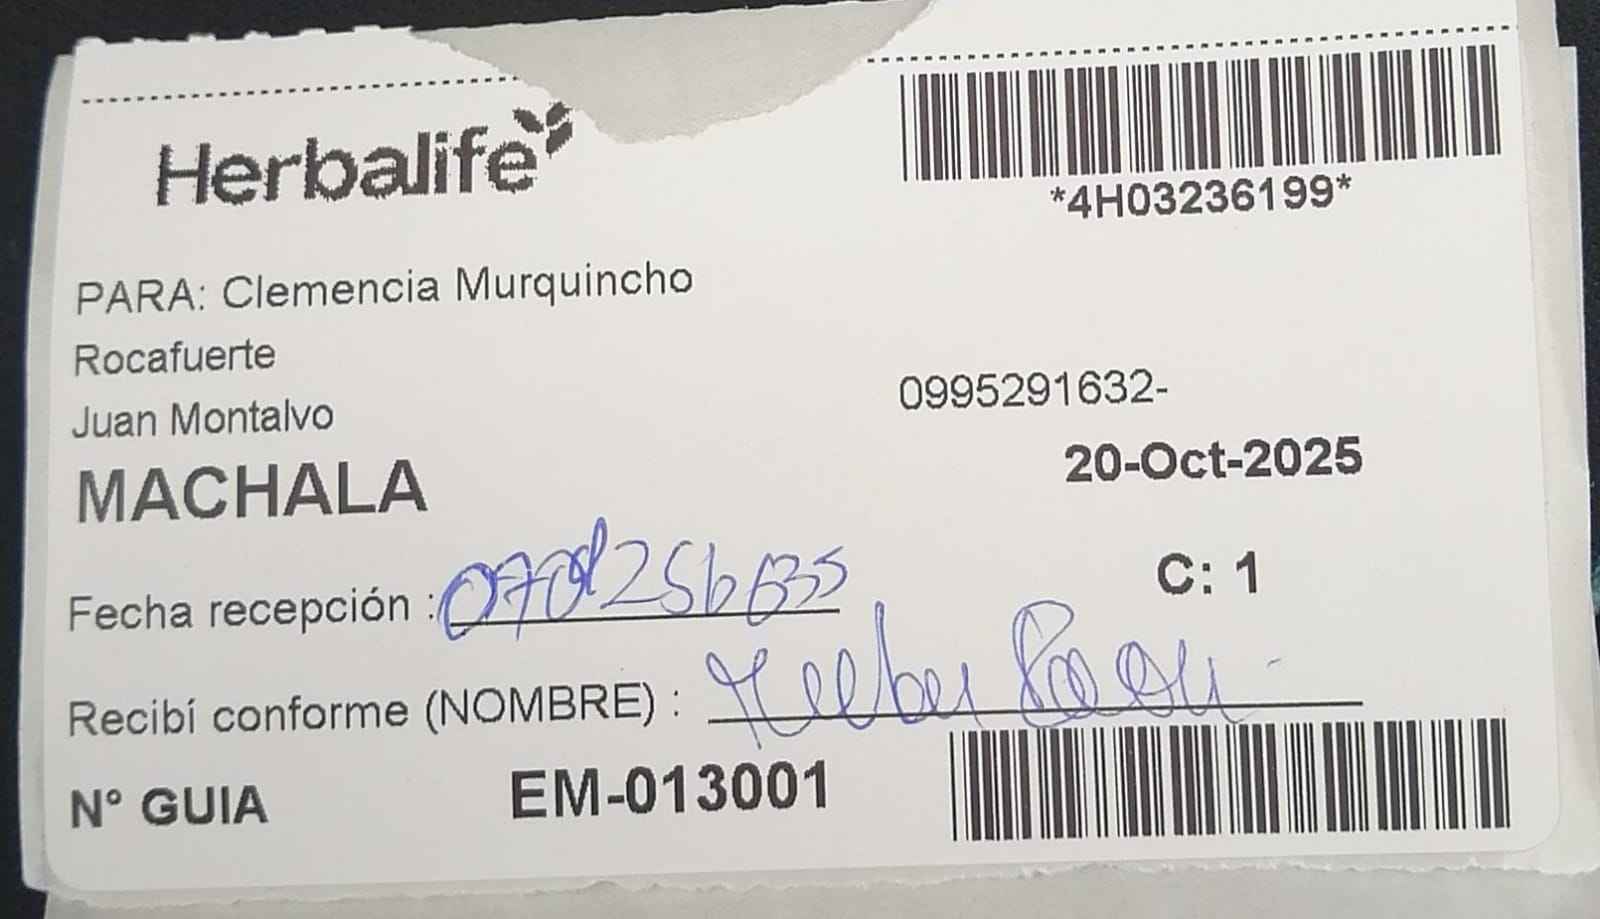 Herbalife
*4H03236199*
PARA: Clemencia Murquincho
Rocafuerte
Juan Montalvo
0995291632-
MACHALA
20-Oct-2025
C: 1
Fecha recepción :
Recibí conforme (NOMBRE) :
N° GUIA EM-013001